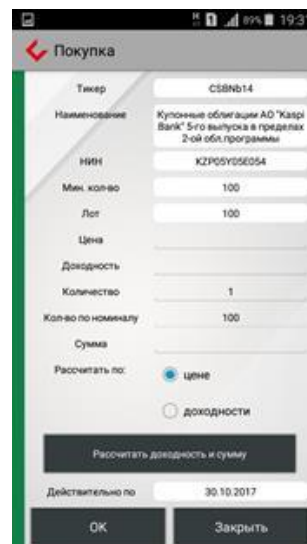 H 1 89% 19:37
Покупка
Тикер CSBNb14
Наименование Купонные облигации АО "Kaspi
Bank" 5-го выпуска в пределах
2-ой обл.программы
НИН KZP05Y05E054
Мин. кол-во 100
Лот 100
Цена
Доходность
Количество 1
Кол-во по номиналу 100
Сумма
Рассчитать по: цене
доходности
Рассчитать доходность и сумму
Действительно по 30.10.2017
ОК Закрыть